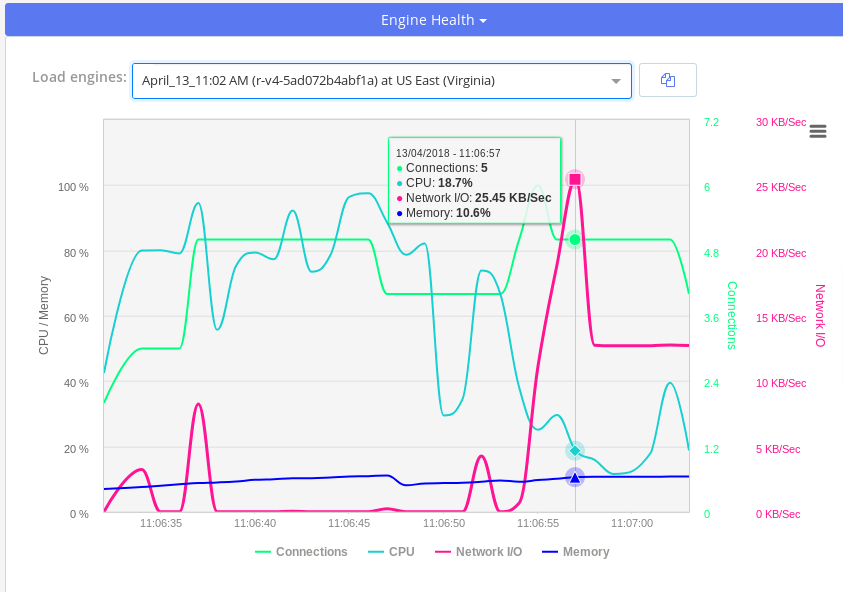 Engine Health
Load engines:
April_13_11:02 AM (r-v4-5ad072b4abf1a) at US East (Virginia)
7.2
30 KB/Sec
13/04/2018 - 11:06:57
Connections: 5
CPU: 18.7%
Network I/O: 25.45 KB/Sec
Memory: 10.6%
100 %
6
25 KB/Sec
80 %
4.8
20 KB/Sec
CPU / Memory
Connections
Network I/O
60 %
3.6
15 KB/Sec
40 %
2.4
10 KB/Sec
20 %
1.2
5 KB/Sec
0 %
0
0 KB/Sec
11:06:35
11:06:40
11:06:45
11:06:50
11:06:55
11:07:00
Connections
CPU
Network I/O
Memory